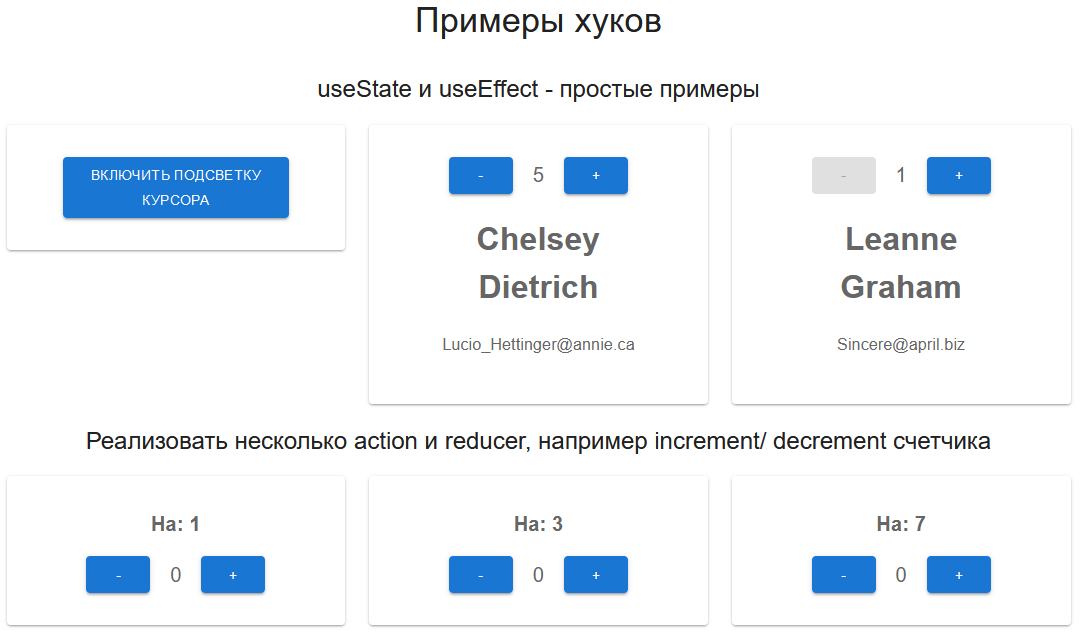 Примеры хуков
useState и useEffect - простые примеры
ВКЛЮЧИТЬ ПОДСВЕТКУ
КУРСОРА
- 5 +
Chelsey
Dietrich
Lucio_Hettinger@annie.ca
- 1 +
Leanne
Graham
Sincere@april.biz
Реализовать несколько action и reducer, например increment/ decrement счетчика
На: 1
- 0 +
На: 3
- 0 +
На: 7
- 0 +